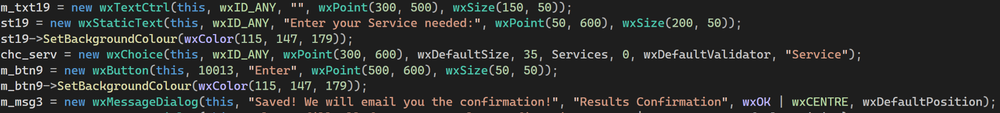 m_txt19 = new wxTextCtrl(this, wxID_ANY, "", wxPoint(300, 500), wxSize(150, 50));
st19 = new wxStaticText(this, wxID_ANY, "Enter your Service needed:", wxPoint(50, 600), wxSize(200, 50));
st19->SetBackgroundColour(wxColor(115, 147, 179));
chc_serv = new wxChoice(this, wxID_ANY, wxPoint(300, 600), wxDefaultSize, 35, Services, 0, wxDefaultValidator, "Service");
m_btn9 = new wxButton(this, 10013, "Enter", wxPoint(500, 600), wxSize(50, 50));
m_btn9->SetBackgroundColour(wxColor(115, 147, 179));
m_msg3 = new wxMessageDialog(this, "Saved! We will email you the confirmation!", "Results Confirmation", wxOK | wxCENTRE, wxDefaultPosition);